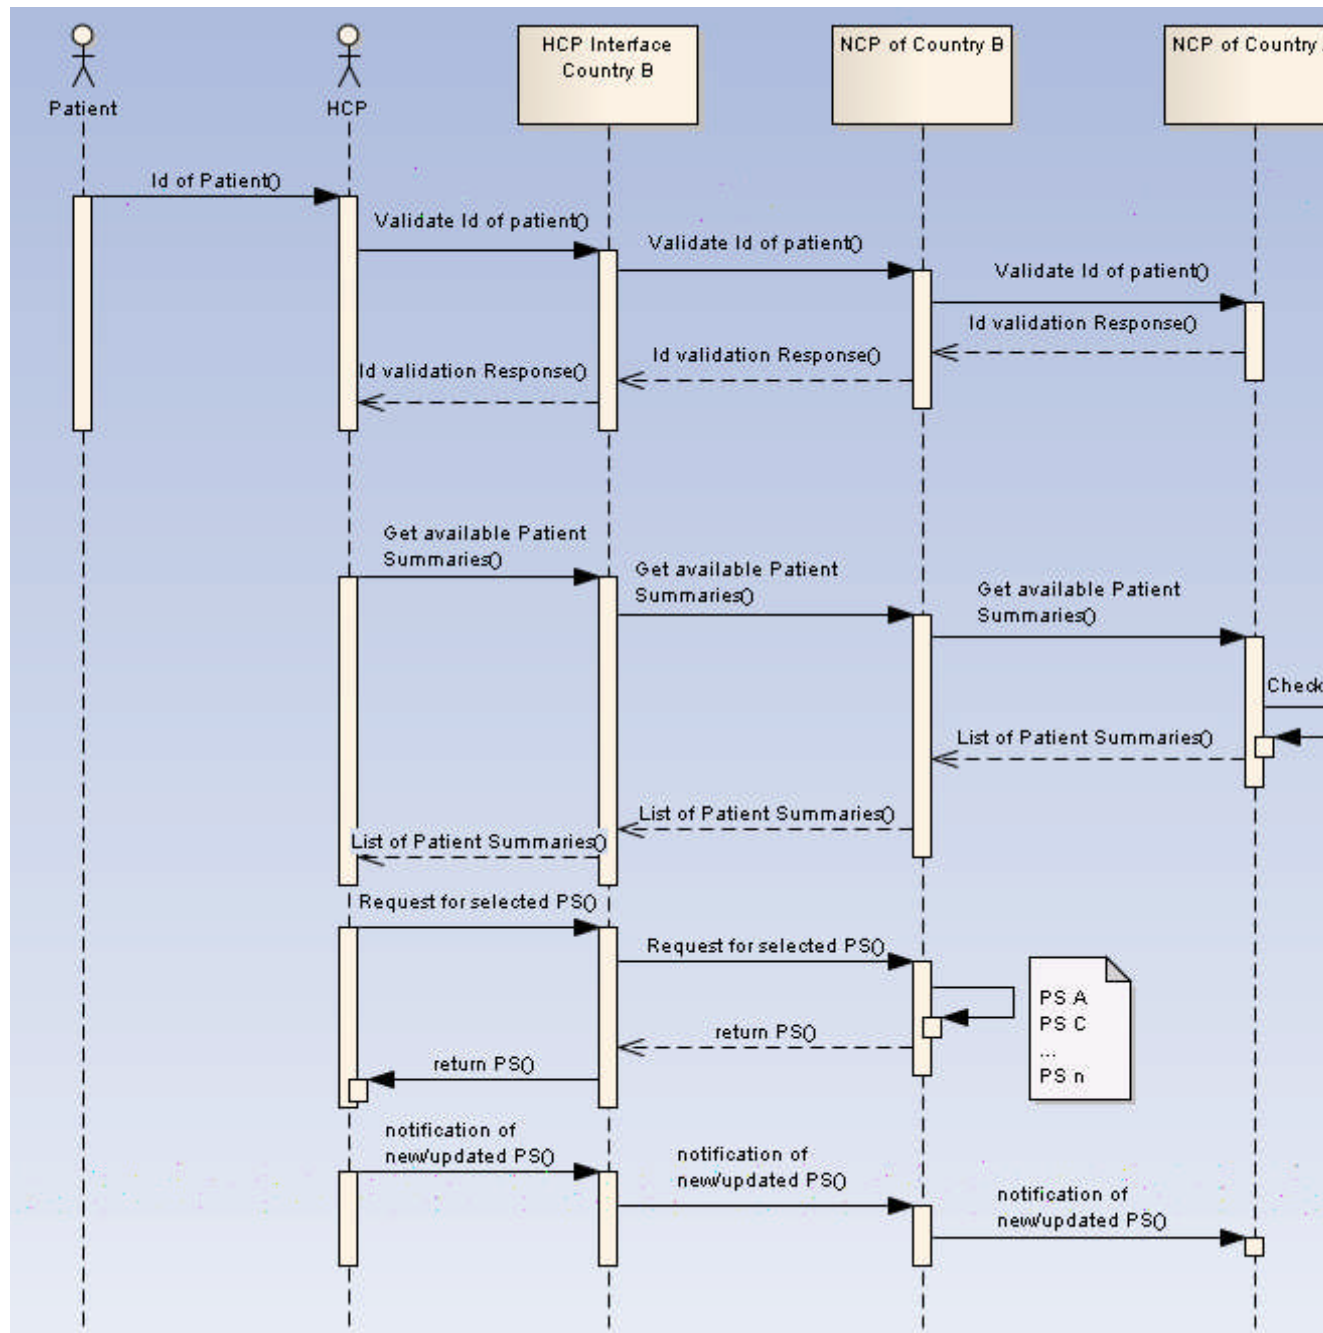 HCP Interface
Country B
NCP of Country B
NCP of Country
Patient
HCP
Id of Patient()
Validate Id of patient()
Validate Id of patient()
Validate Id of patient()
Id validation Response()
Id validation Response()
Id validation Response()
Get available Patient
Summaries()
Get available Patient
Summaries()
Get available Patient
Summaries()
Check
List of Patient Summaries()
List of Patient Summaries()
List of Patient Summaries()
Request for selected PS()
Request for selected PS()
PS A
PS C
...
PS n
return PS()
return PS()
notification of
new/updated PS()
notification of
new/updated PS()
notification of
new/updated PS()